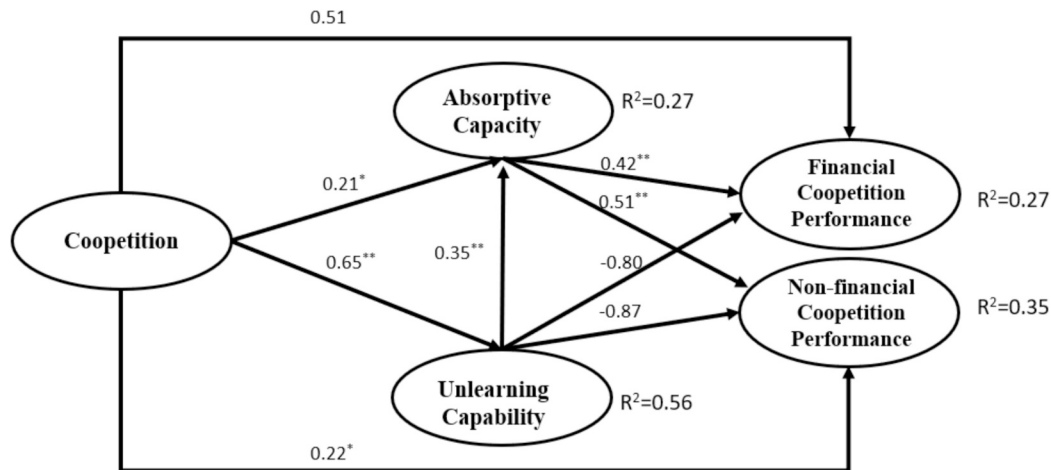 0.51
Absorptive
Capacity
R²=0.27
0.42**
Financial
Coopetition
Performance
R²=0.27
0.21*
0.51**
Coopetition
0.65**
0.35**
-0.80
Non-financial
Coopetition
Performance
R²=0.35
-0.87
Unlearning
Capability
R²=0.56
0.22*